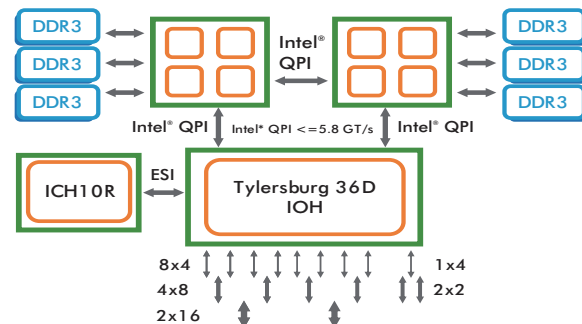 DDR3
DDR3
DDR3
Intel® QPI
DDR3
DDR3
DDR3
Intel® QPI
Intel® QPI <=5.8 GT/s
Intel® QPI
ICH10R
ESI
Tylersburg 36D
IOH
8x4
1x4
4x8
2x2
2x16